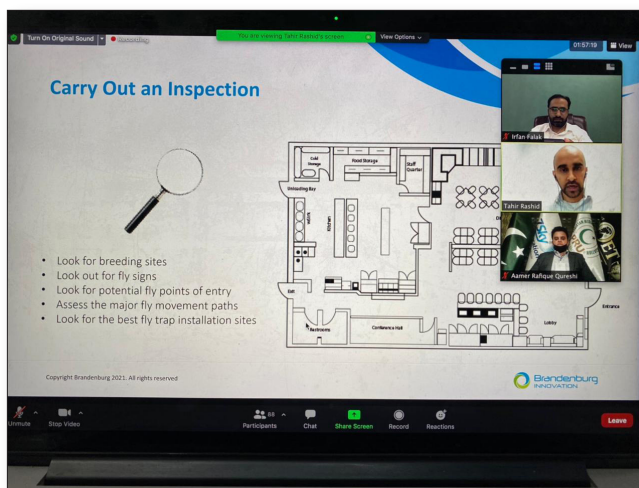 Turn On Original Sound
Recording
You are viewing Tahir Rashid's screen
View Options
01:57:19
View
Carry Out an Inspection
Irfan Falak
Tahir Rashid
Aamer Rafique Qureshi
Cold
Storage
Food Storage
Staff
Quarter
Unloading Bay
Kitchen
Exit
Restrooms
Conference Hall
Lobby
Entrance
• Look for breeding sites
• Look out for fly signs
• Look for potential fly points of entry
• Assess the major fly movement paths
• Look for the best fly trap installation sites
Copyright Brandenburg 2021. All rights reserved
Brandenburg
INNOVATION
Unmute
Stop Video
88
Participants
Chat
Share Screen
Record
Reactions
Leave